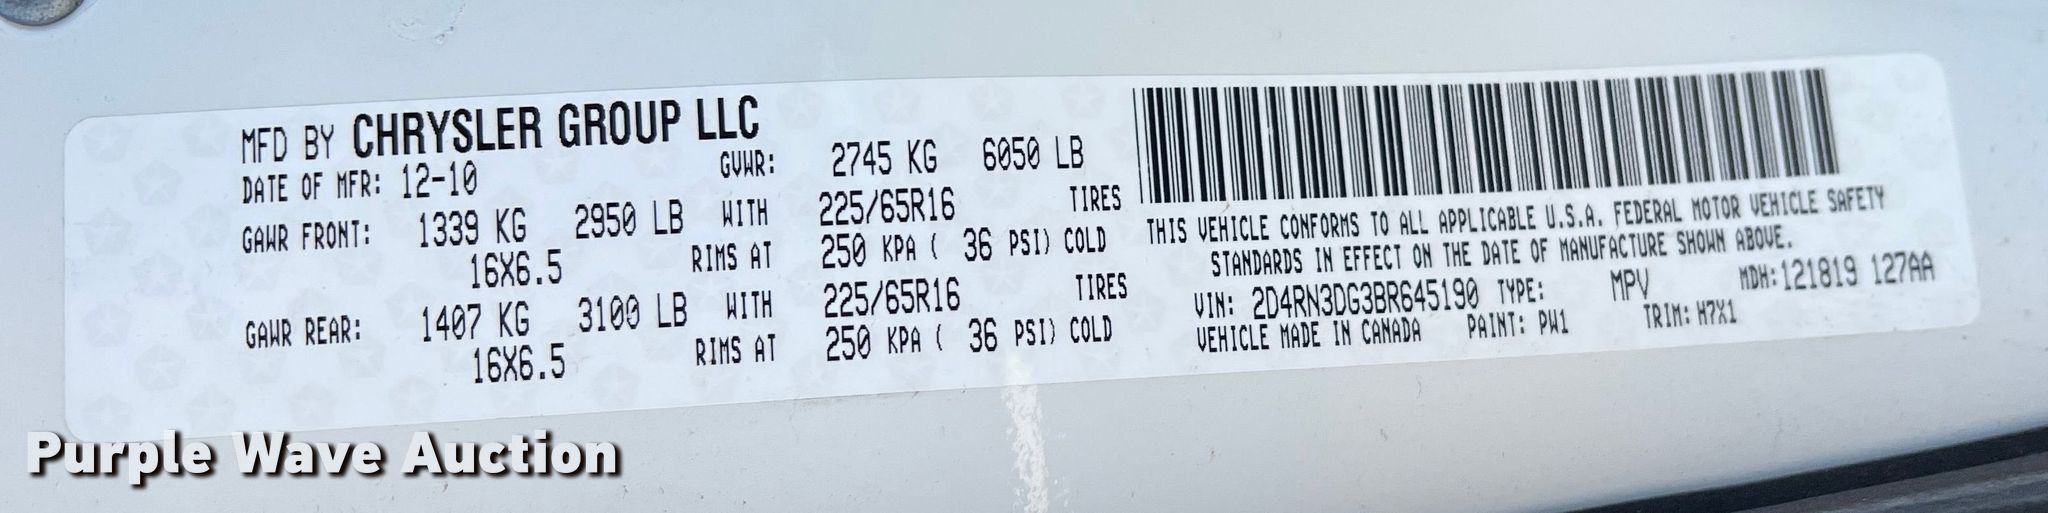 MFD BY CHRYSLER GROUP LLC
DATE OF MFR: 12-10 GVWR: 2745 KG 6050 LB
GAWR FRONT: 1339 KG 2950 LB WITH 225/65R16 TIRES
16X6.5 RIMS AT 250 KPA ( 36 PSI) COLD
GAWR REAR: 1407 KG 3100 LB WITH 225/65R16 TIRES
16X6.5 RIMS AT 250 KPA ( 36 PSI) COLD
THIS VEHICLE CONFORMS TO ALL APPLICABLE U.S.A. FEDERAL MOTOR VEHICLE SAFETY
STANDARDS IN EFFECT ON THE DATE OF MANUFACTURE SHOWN ABOVE.
VIN: 2D4RN3DG3BR645190 TYPE: MPV MDH:121819 127AA
VEHICLE MADE IN CANADA PAINT: PW1 TRIM: H7X1
Purple Wave Auction